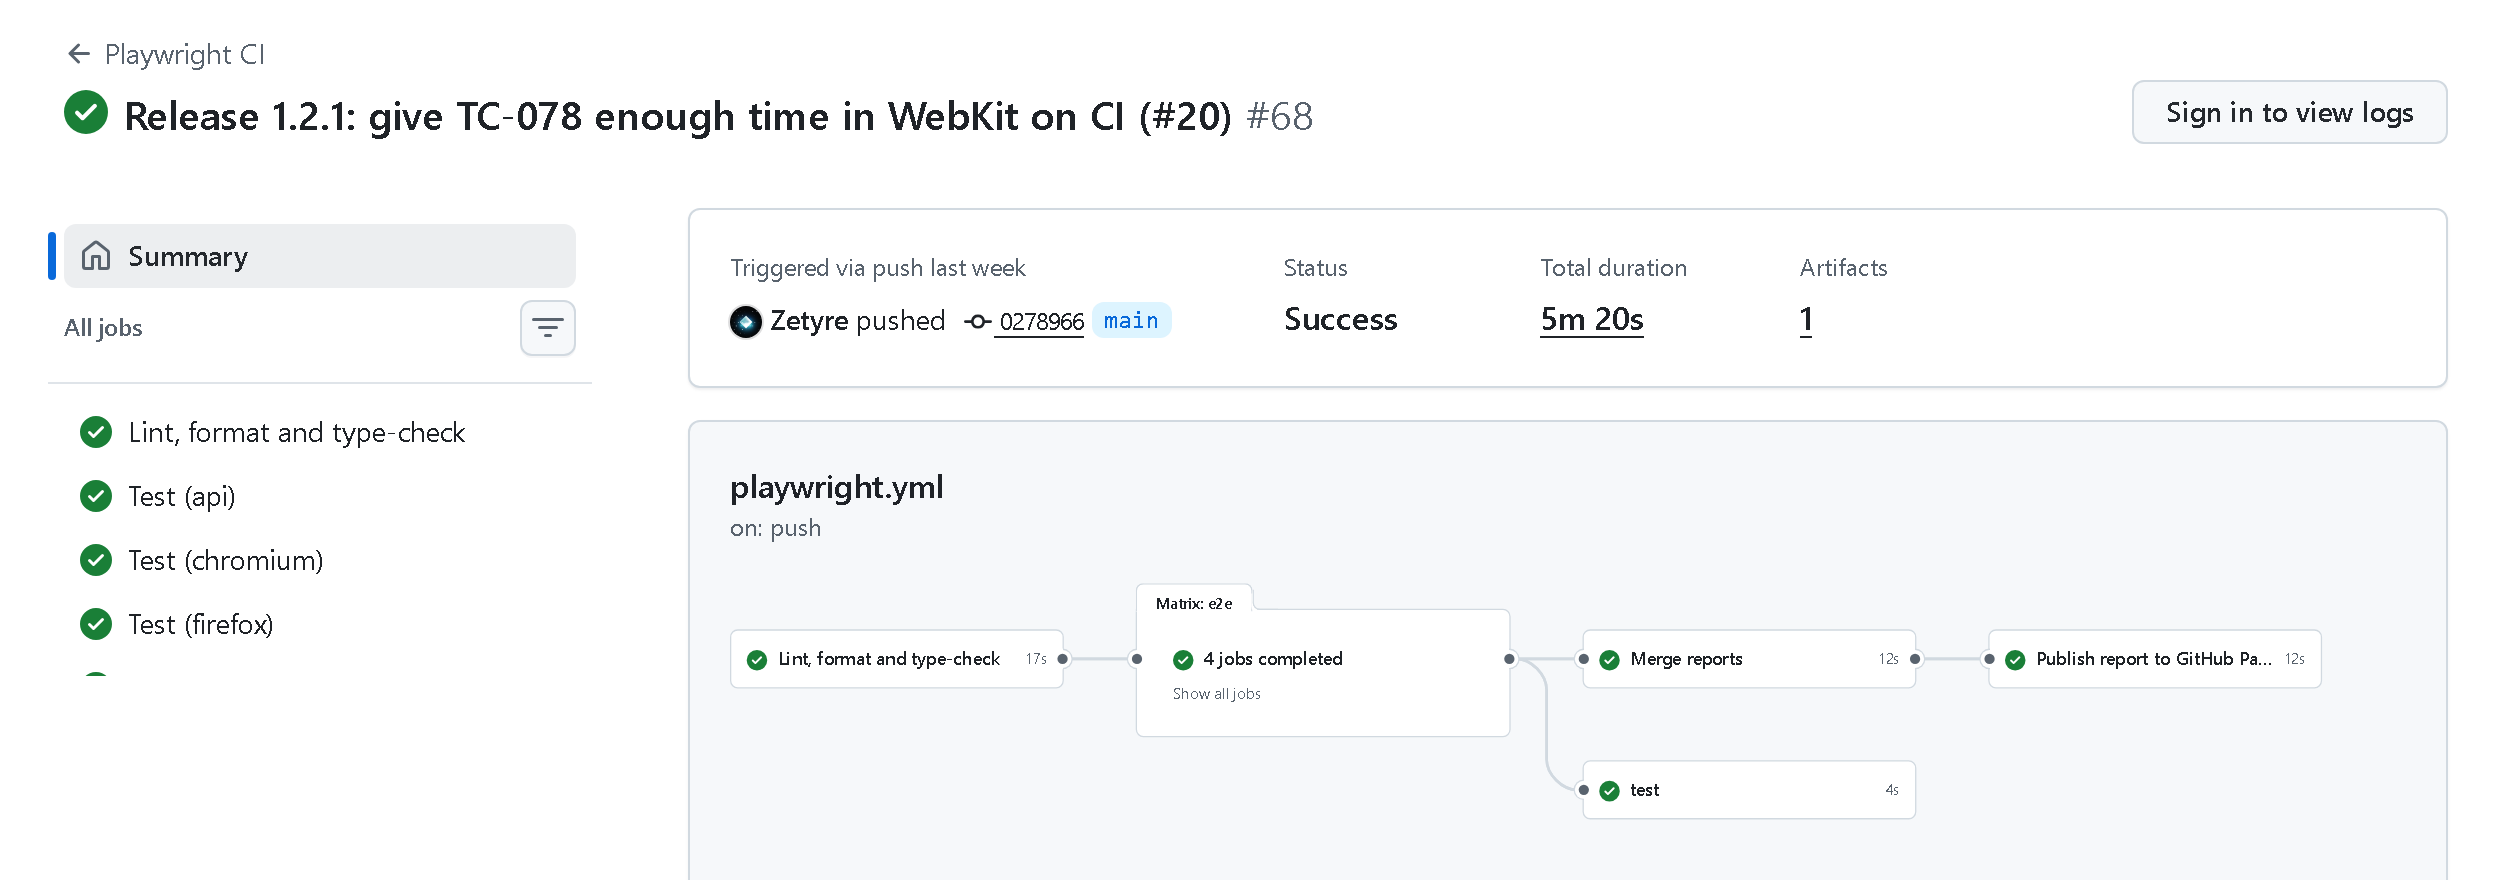 Playwright CI
Release 1.2.1: give TC-078 enough time in WebKit on CI (#20) #68
Sign in to view logs
Summary
All jobs
Lint, format and type-check
Test (api)
Test (chromium)
Test (firefox)
Triggered via push last week
Zetyre pushed 0278966 main
Status
Success
Total duration
5m 20s
Artifacts
1
playwright.yml
on: push
Lint, format and type-check 17s
Matrix: e2e
4 jobs completed
Show all jobs
Merge reports 12s
Publish report to GitHub Pa... 12s
test 4s